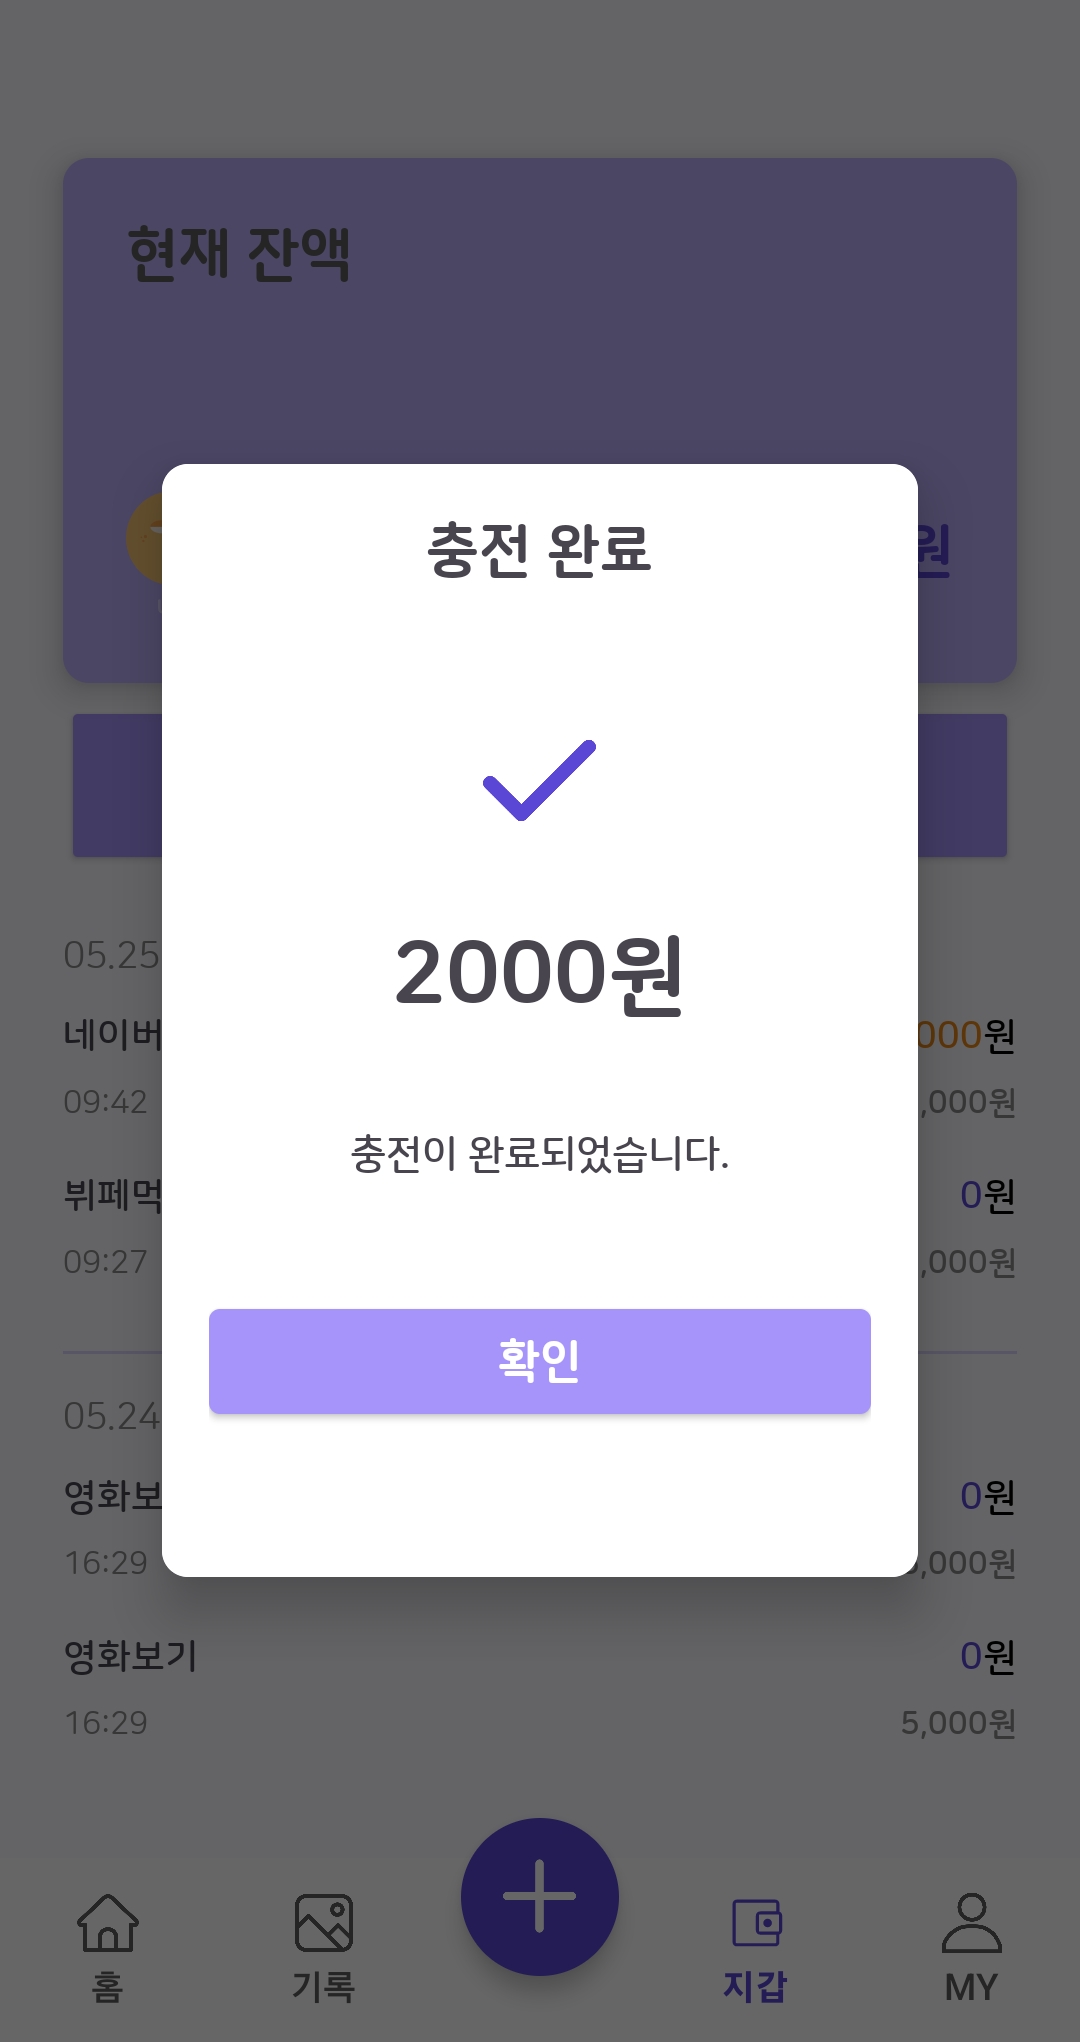 현재 잔액
원
충전 완료
2000원
충전이 완료되었습니다.
확인
05.25
네이버
000원
09:42
,000원
뷔페먹
0원
09:27
,000원
05.24
영화보
0원
16:29
,000원
영화보기
0원
16:29
5,000원
홈
기록
지갑
MY